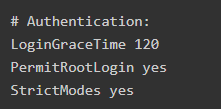 # Authentication:
LoginGraceTime 120
PermitRootLogin yes
StrictModes yes